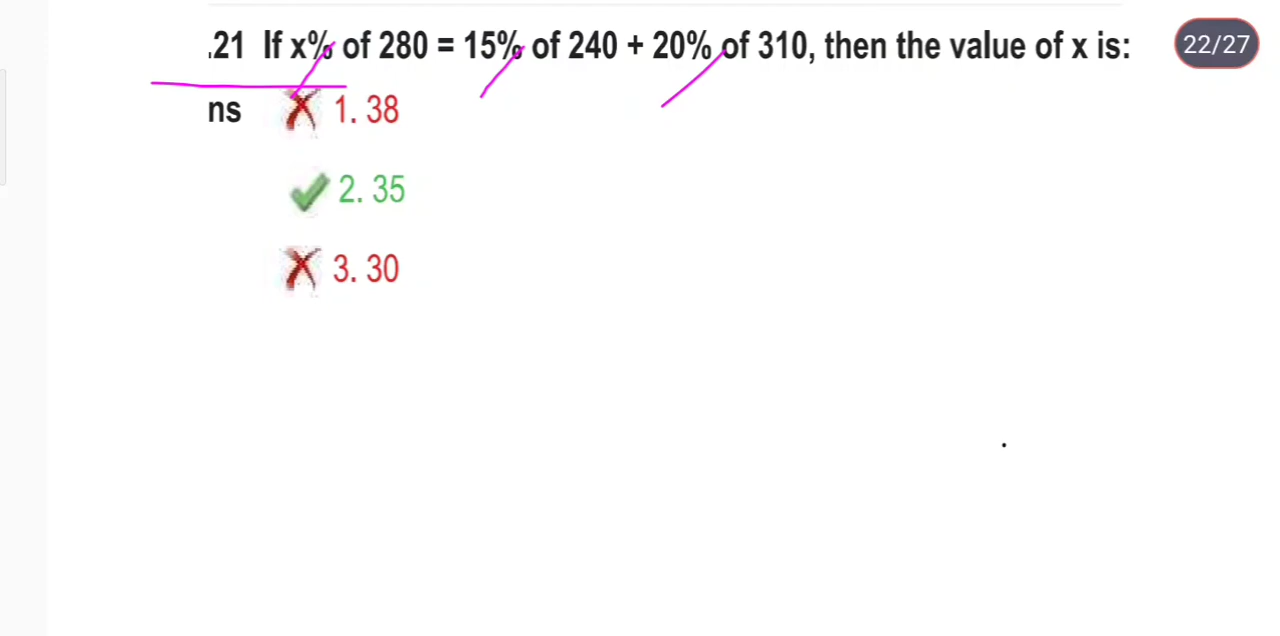 .21 If x% of 280 = 15% of 240 + 20% of 310, then the value of x is:
22/27
ns 1. 38
2. 35
3. 30